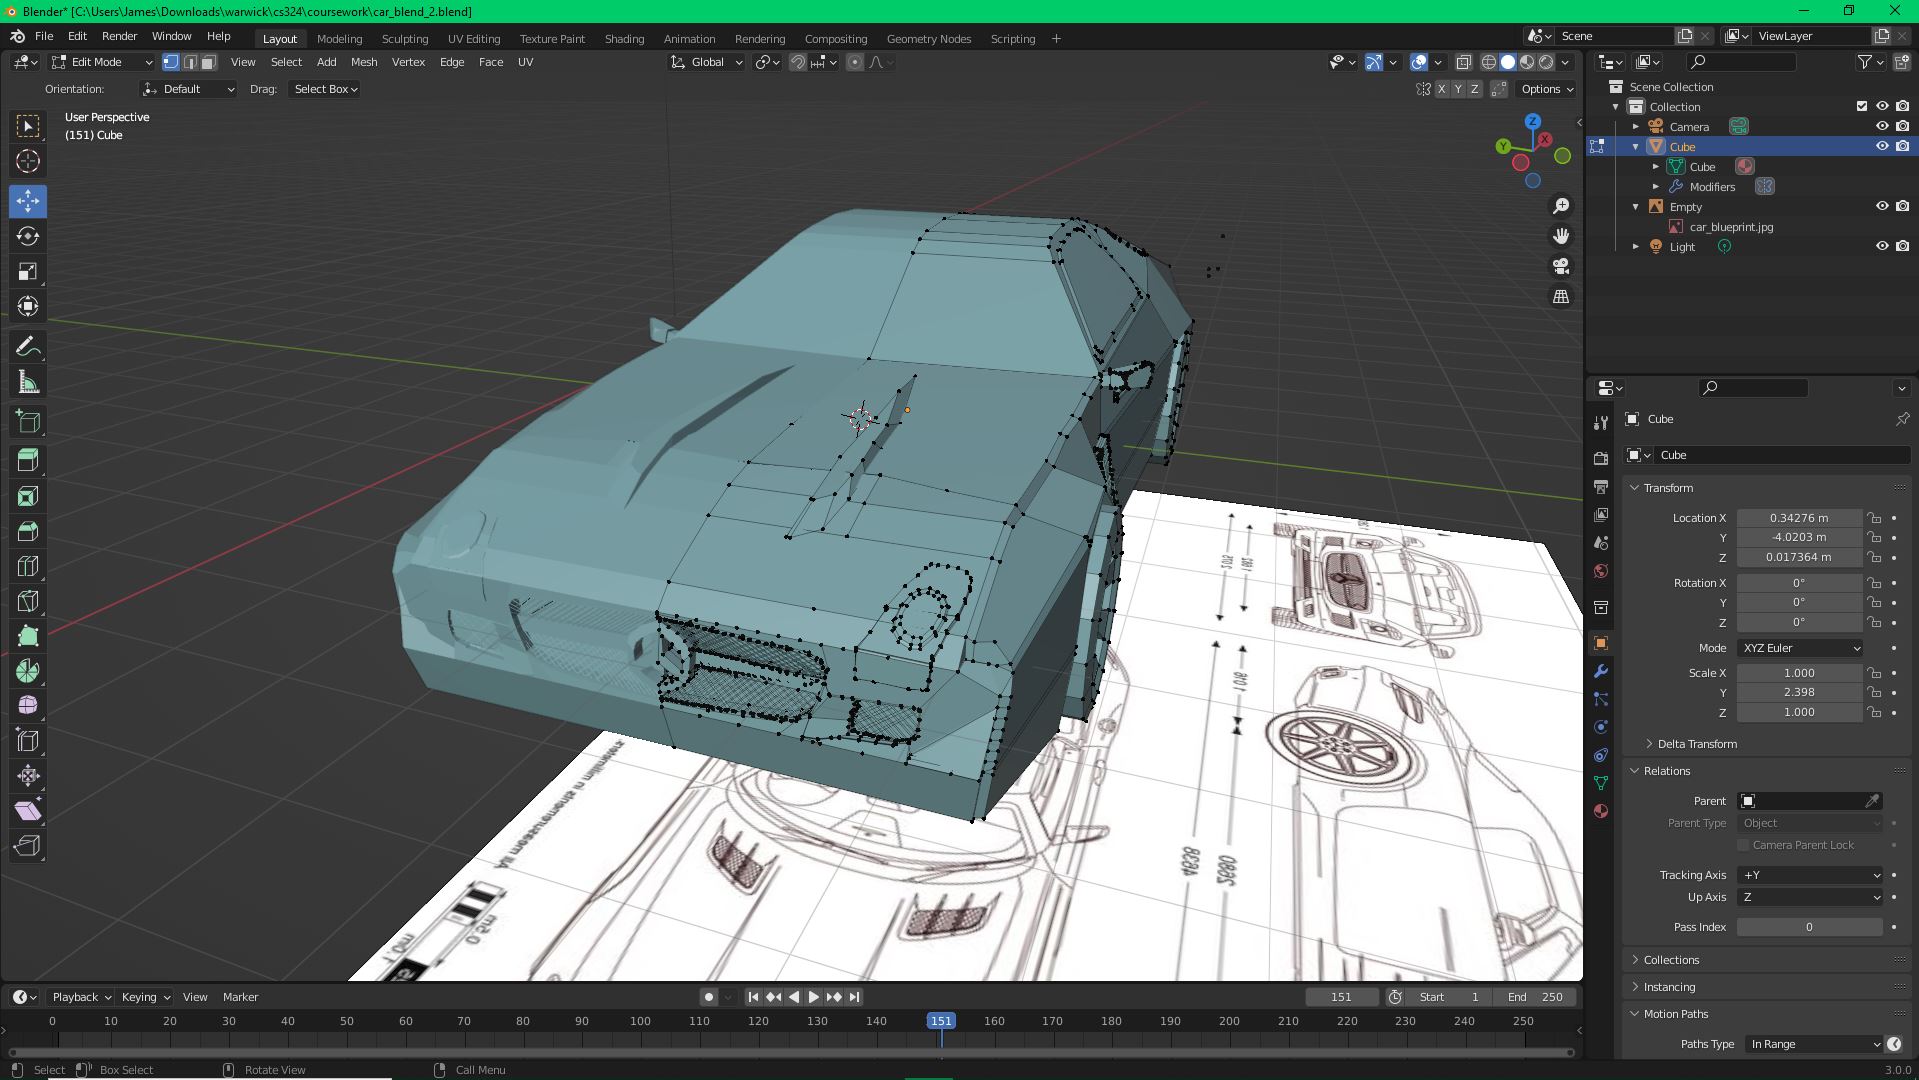 Blender* [C:\Users\James\Downloads\warwick\cs324\coursework\car_blend_2.blend]
File Edit Render Window Help Layout Modeling Sculpting UV Editing Texture Paint Shading Animation Rendering Compositing Geometry Nodes Scripting + Scene ViewLayer
Edit Mode View Select Add Mesh Vertex Edge Face UV Global
Orientation: Default Drag: Select Box X Y Z Options
User Perspective
(151) Cube
Z
X
Y
Scene Collection
Collection
Camera
Cube
Cube
Modifiers
Empty
car_blueprint.jpg
Light
Cube
Cube
Transform
Location X 0.34276 m
Y -4.0203 m
Z 0.017364 m
Rotation X 0°
Y 0°
Z 0°
Mode XYZ Euler
Scale X 1.000
Y 2.398
Z 1.000
Delta Transform
Relations
Parent
Parent Type Object
Camera Parent Lock
Tracking Axis +Y
Up Axis Z
Pass Index 0
Collections
Instancing
Motion Paths
Paths Type In Range
Playback Keying View Marker 151 Start 1 End 250
0 10 20 30 40 50 60 70 80 90 100 110 120 130 140 151 160 170 180 190 200 210 220 230 240 250
Select Box Select Rotate View Call Menu 3.0.0